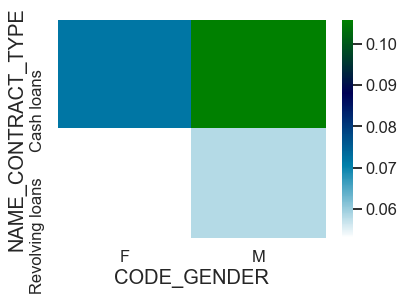 NAME_CONTRACT_TYPE
Cash loans
Revolving loans
F
M
CODE_GENDER
0.10
0.09
0.08
0.07
0.06